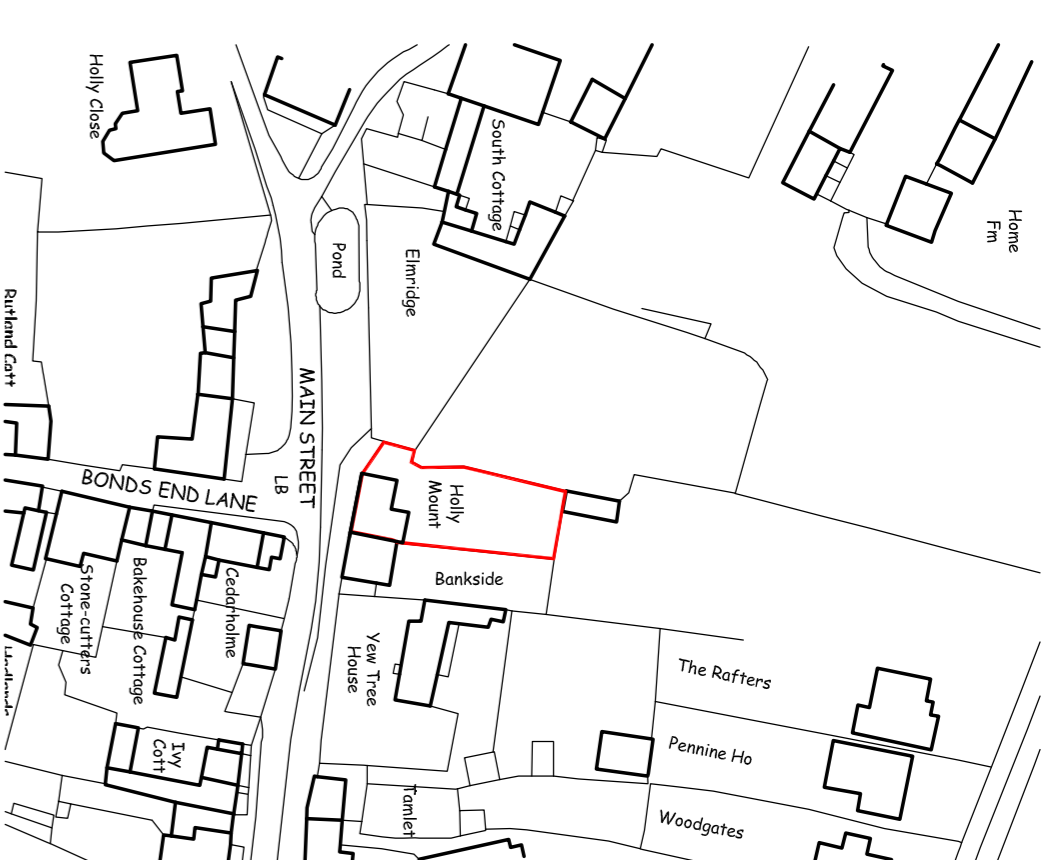 Holly Close
South Cottage
Home
Fm
Pond
Elmridge
Rutland Cott
MAIN STREET
LB
BONDS END LANE
Holly
Mount
Bankside
Stone-cutters
Cottage
Bakehouse Cottage
Cedarholme
Yew Tree
House
The Rafters
Pennine Ho
Ivy
Cott
Tamlet
Woodgates